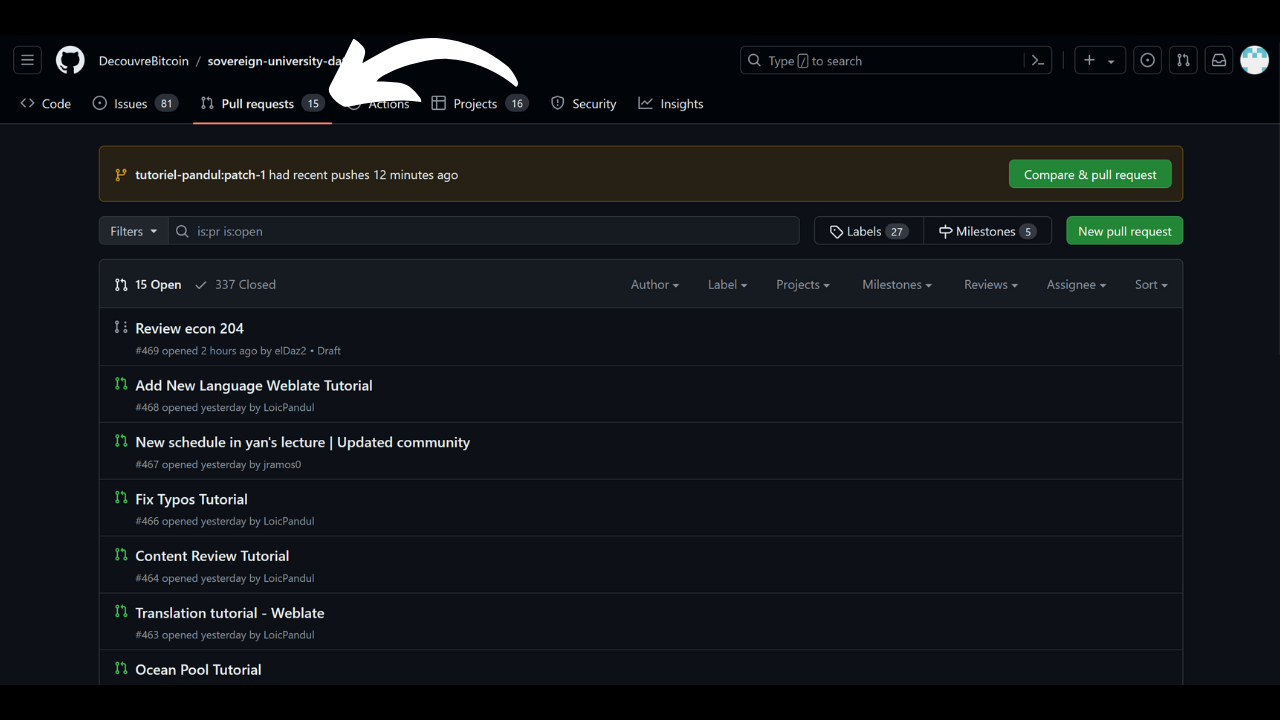 DecouvreBitcoin / sovereign-university-da
Type / to search
Code Issues 81 Pull requests 15 Actions Projects 16 Security Insights
tutoriel-pandul:patch-1 had recent pushes 12 minutes ago Compare & pull request
Filters is:pr is:open Labels 27 Milestones 5 New pull request
15 Open 337 Closed Author Label Projects Milestones Reviews Assignee Sort
Review econ 204
#469 opened 2 hours ago by elDaz2 • Draft
Add New Language Weblate Tutorial
#468 opened yesterday by LoicPandul
New schedule in yan's lecture | Updated community
#467 opened yesterday by jramos0
Fix Typos Tutorial
#466 opened yesterday by LoicPandul
Content Review Tutorial
#464 opened yesterday by LoicPandul
Translation tutorial - Weblate
#463 opened yesterday by LoicPandul
Ocean Pool Tutorial